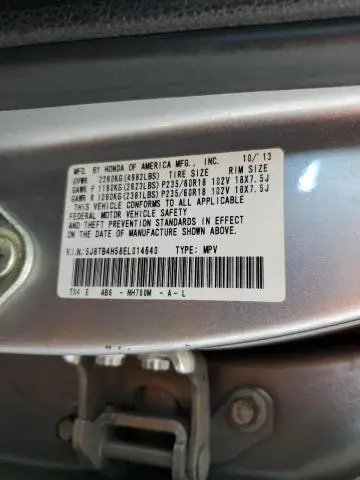 MFD. BY HONDA OF AMERICA MFG., INC. 10/'13
GVWR 2260KG(4982LBS) TIRE SIZE RIM SIZE
GAWR F 1190KG(2623LBS) P235/60R18 102V 18X7.5J
GAWR R 1080KG(2381LBS) P235/60R18 102V 18X7.5J
THIS VEHICLE CONFORMS TO ALL APPLICABLE
FEDERAL MOTOR VEHICLE SAFETY
AND THEFT PREVENTION STANDARDS IN EFFECT
ON THE DATE OF MANUFACTURE SHOWN ABOVE.
V.I.N:5J8TB4H58EL014640 TYPE: MPV
TX4 E AB8 - NH700M - A - L